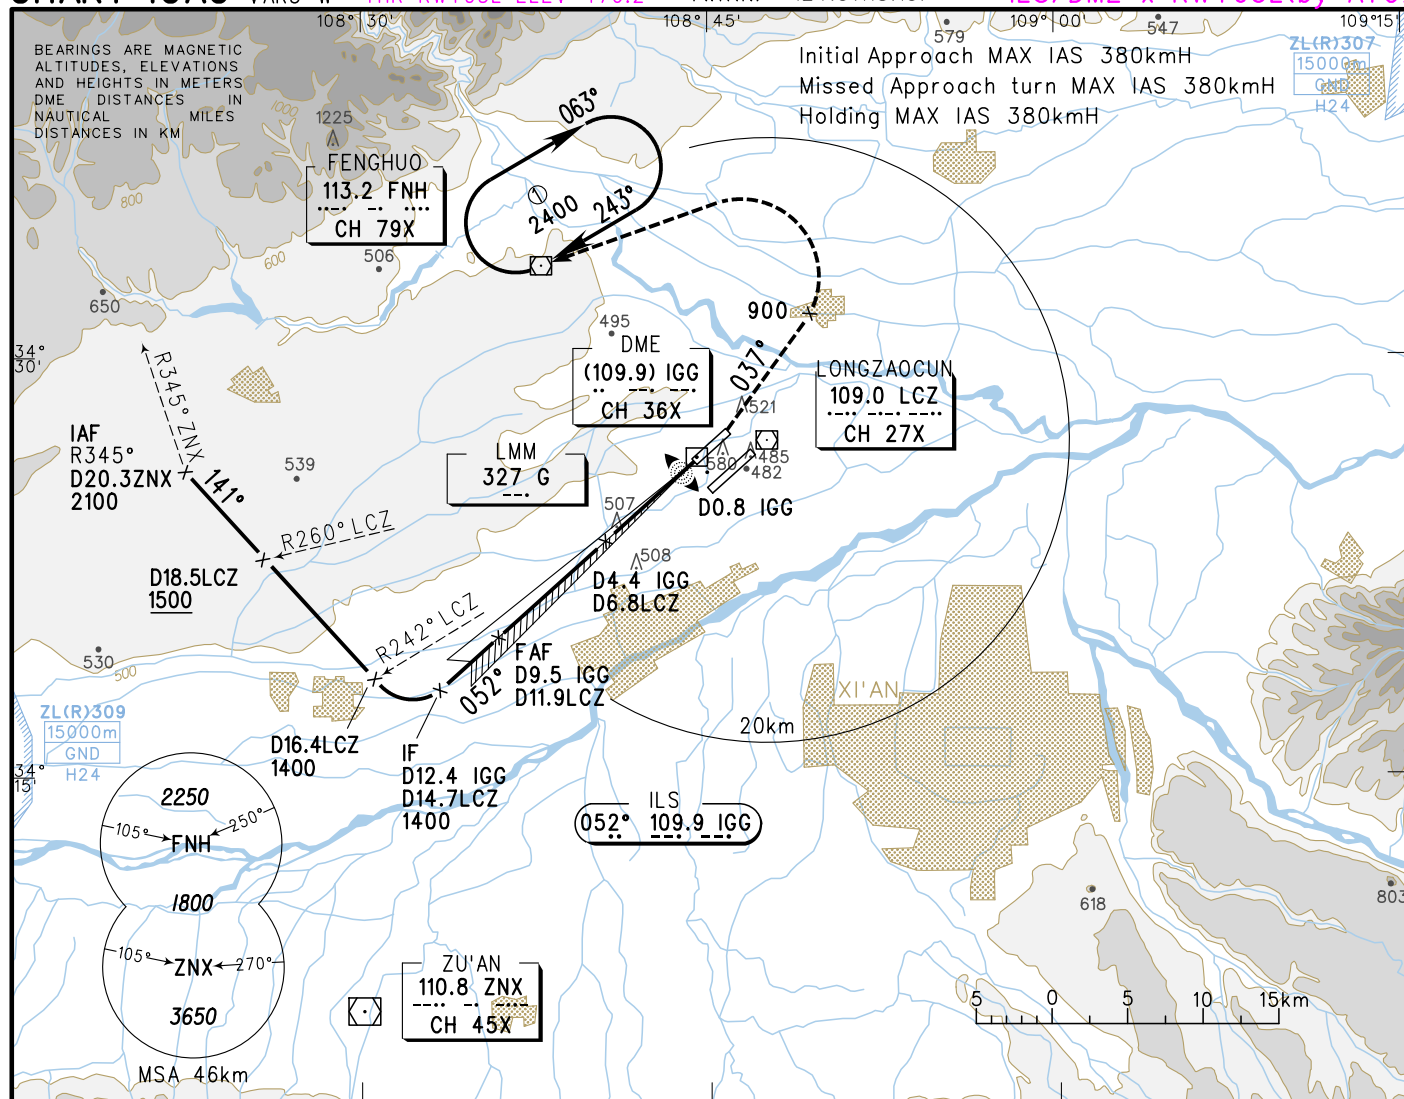 108° 30'
108° 45'
109° 00'
109° 15'
BEARINGS ARE MAGNETIC
ALTITUDES, ELEVATIONS
AND HEIGHTS IN METERS
DME DISTANCES IN
NAUTICAL MILES
DISTANCES IN KM
Initial Approach MAX IAS 380kmH
Missed Approach turn MAX IAS 380kmH
Holding MAX IAS 380kmH
579
547
ZL(R)307
15000m
GND
H24
1000
1225
800
600
506
650
FENGHUO
113.2 FNH
CH 79X
063°
1
2400
243°
495
900
037°
34°
30'
DME
(109.9) IGG
CH 36X
LONGZAOCUN
109.0 LCZ
CH 27X
521
580
485
482
R345° ZNX
IAF
R345°
D20.3ZNX
2100
141°
539
LMM
327 G
D0.8 IGG
507
508
R260° LCZ
D18.5LCZ
1500
D4.4 IGG
D6.8LCZ
R242° LCZ
530
500
FAF
D9.5 IGG
D11.9LCZ
052°
XI'AN
20km
ZL(R)309
15000m
GND
H24
34°
15'
D16.4LCZ
1400
IF
D12.4 IGG
D14.7LCZ
1400
ILS
052° 109.9 IGG
2250
105°
250°
FNH
1800
105°
ZNX
270°
3650
MSA 46km
ZU'AN
110.8 ZNX
CH 45X
618
803
5 0 5 10 15km